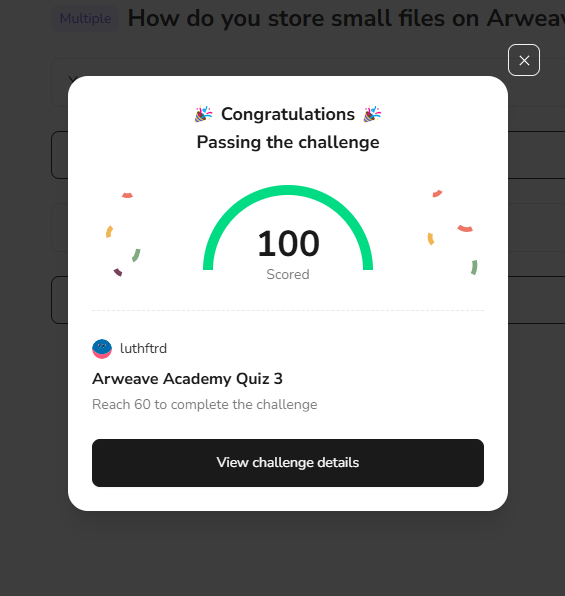 Multiple How do you store small files on Arweav
Congratulations
Passing the challenge
100
Scored
luthftrd
Arweave Academy Quiz 3
Reach 60 to complete the challenge
View challenge details